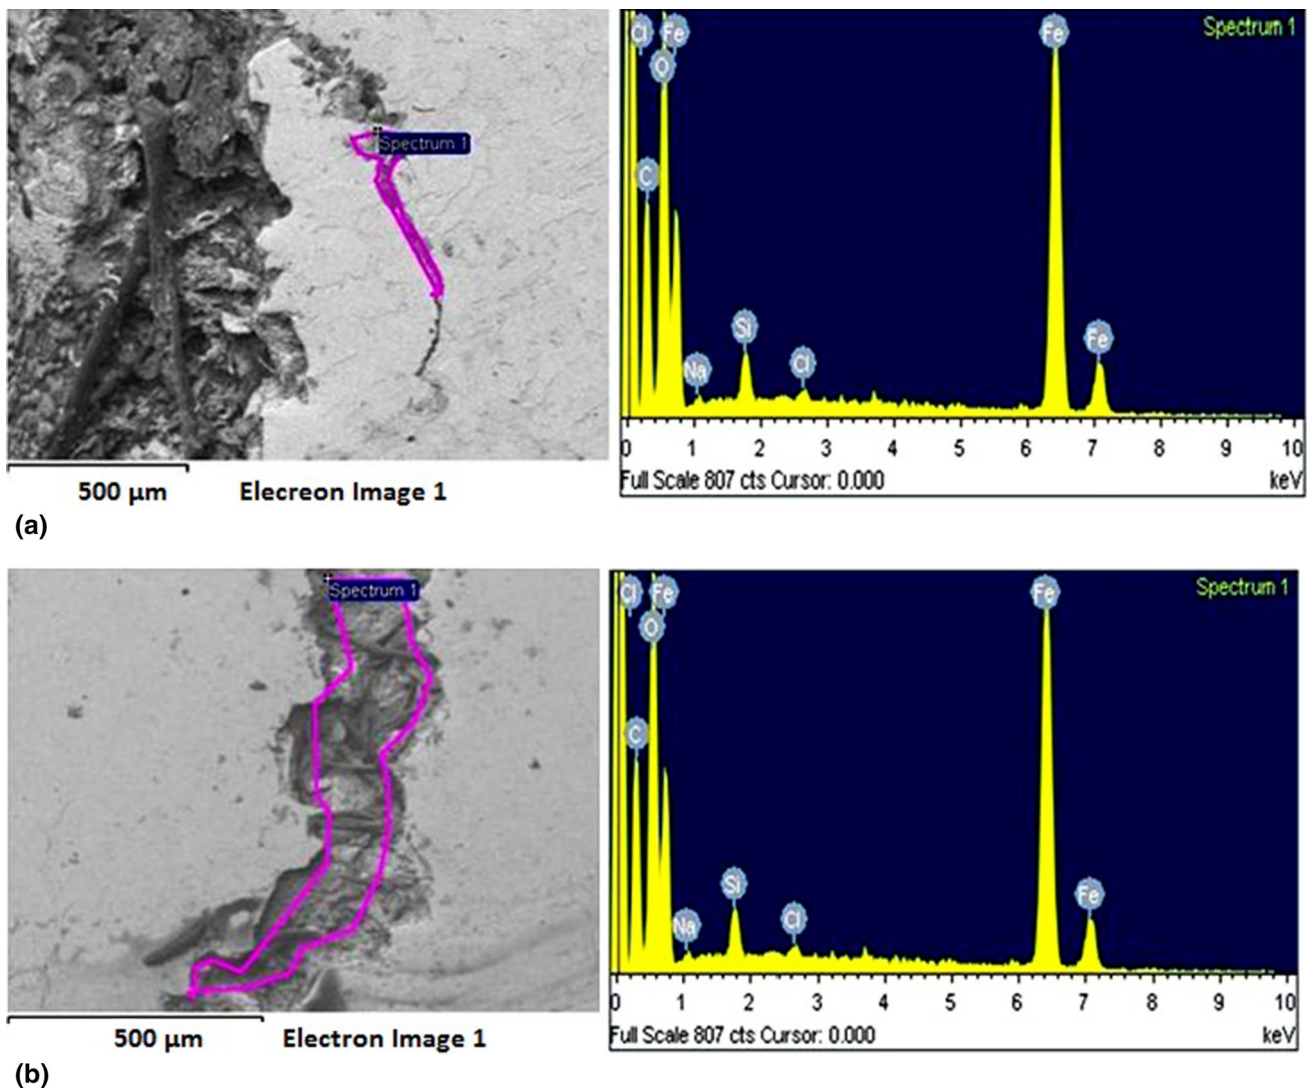 Cl Fe Fe Spectrum 1
O
C
Spectrum 1
Si
Na Cl Fe
0 1 2 3 4 5 6 7 8 9 10
Full Scale 807 cts Cursor: 0.000 keV
500 µm Elecreon Image 1
(a)
Spectrum 1
Cl Fe Fe Spectrum 1
O
C
Si
Na Cl Fe
0 1 2 3 4 5 6 7 8 9 10
Full Scale 807 cts Cursor: 0.000 keV
500 µm Electron Image 1
(b)